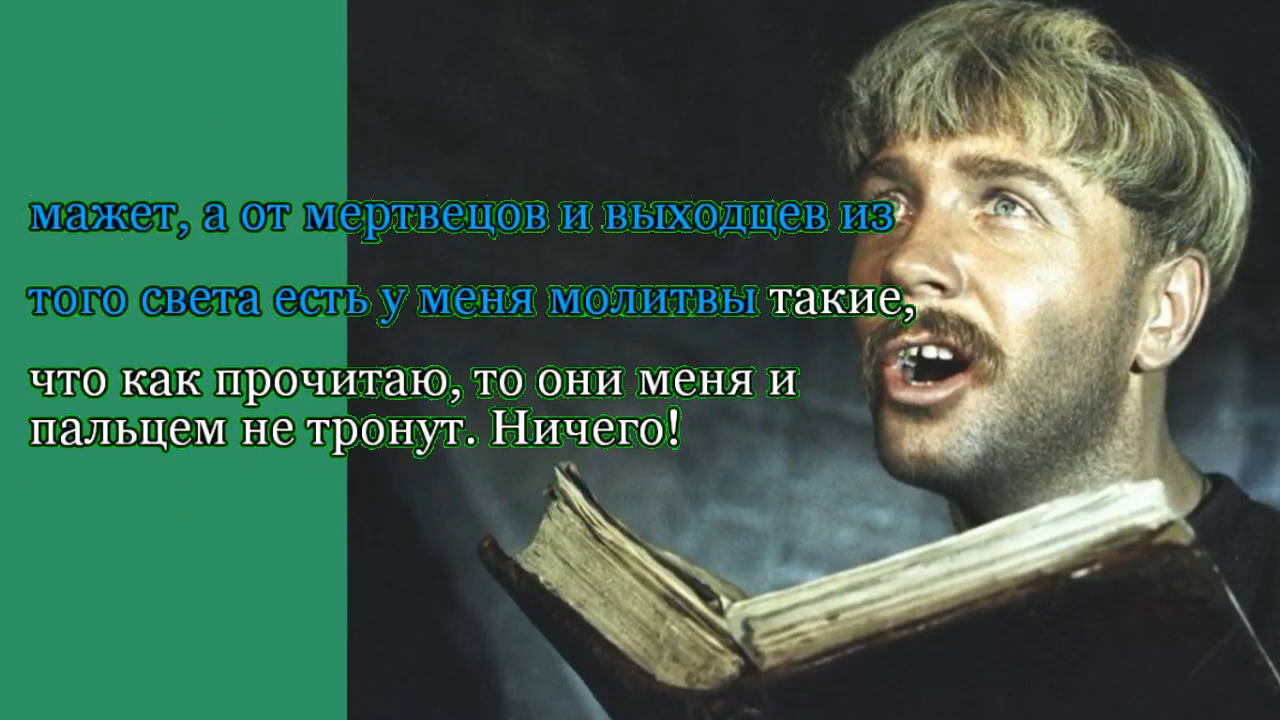 мажет, а от мертвецов и выходцев из
того света есть у меня молитвы такие,
что как прочитаю, то они меня и
пальцем не тронут. Ничего!